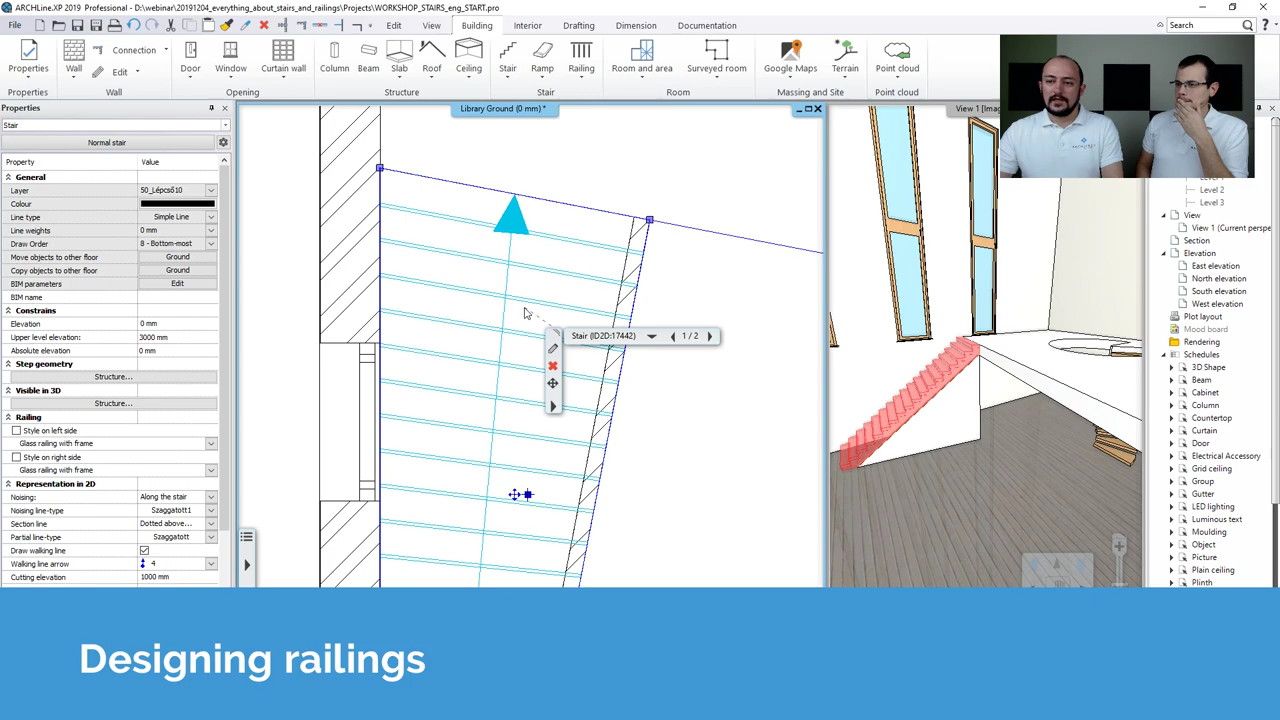 ARCHLine.XP 2019 Professional - D:\webinar\20191204_everything_about_stairs_and_railings\Projects\WORKSHOP_STAIRS_eng_START.pro
File
Edit
View
Building
Interior
Drafting
Dimension
Documentation
Search
Properties
Wall
Connection
Edit
Door
Window
Curtain wall
Column
Beam
Slab
Roof
Ceiling
Stair
Ramp
Railing
Room and area
Surveyed room
Google Maps
Terrain
Point cloud
Properties
Wall
Opening
Structure
Stair
Room
Massing and Site
Point cloud
Properties
Stair
Normal stair
Property Value
General
Layer 50_Lépcső10
Colour
Line type Simple Line
Line weights 0 mm
Draw Order 8 - Bottom-most
Move objects to other floor Ground
Copy objects to other floor Ground
BIM parameters Edit
BIM name
Constrains
Elevation 0 mm
Upper level elevation: 3000 mm
Absolute elevation 0 mm
Step geometry
Structure...
Visible in 3D
Structure...
Railing
Style on left side
Glass railing with frame
Style on right side
Glass railing with frame
Representation in 2D
Noising: Along the stair
Noising line-type Szaggatott1
Section line Dotted above...
Partial line-type Szaggatott
Draw walking line
Walking line arrow 4
Cutting elevation 1000 mm
Library Ground (0 mm) *
Stair (ID2D:17442) 1 / 2
View 1 [Imag
Level 2
Level 3
View
View 1 (Current perspe
Section
Elevation
East elevation
North elevation
South elevation
West elevation
Plot layout
Mood board
Rendering
Schedules
3D Shape
Beam
Cabinet
Column
Countertop
Curtain
Door
Electrical Accessory
Grid ceiling
Group
Gutter
LED lighting
Luminous text
Moulding
Object
Picture
Plain ceiling
Plinth
Designing railings